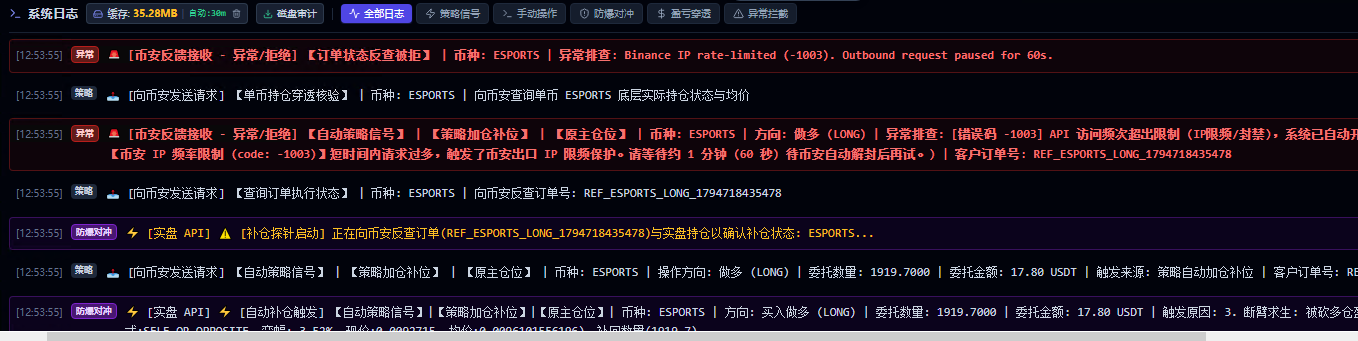 系统日志 缓存: 35.28MB 自动:30m 磁盘审计 全部日志 策略信号 手动操作 防爆对冲 盈亏穿透 异常拦截
[12:53:55] 异常 [币安反馈接收 - 异常/拒绝] 【订单状态反查被拒】 | 币种: ESPORTS | 异常排查: Binance IP rate-limited (-1003). Outbound request paused for 60s.
[12:53:55] 策略 [向币安发送请求] 【单币持仓穿透核验】 | 币种: ESPORTS | 向币安查询单币 ESPORTS 底层实际持仓状态与均价
[12:53:55] 异常 [币安反馈接收 - 异常/拒绝] 【自动策略信号】 | 【策略加仓补位】 | 【原主仓位】 | 币种: ESPORTS | 方向: 做多 (LONG) | 异常排查: [错误码 -1003] API 访问频次超出限制 (IP限频/封禁), 系统已自动开
【币安 IP 频率限制 (code: -1003)】短时间内请求过多, 触发了币安出口 IP 限频保护。请等待约 1 分钟 (60 秒) 待币安自动解封后再试。) | 客户订单号: REF_ESPORTS_LONG_1794718435478
[12:53:55] 策略 [向币安发送请求] 【查询订单执行状态】 | 币种: ESPORTS | 向币安反查订单号: REF_ESPORTS_LONG_1794718435478
[12:53:55] 防爆对冲 [实盘 API] [补仓探针启动] 正在向币安反查订单(REF_ESPORTS_LONG_1794718435478)与实盘持仓以确认补仓状态: ESPORTS...
[12:53:55] 策略 [向币安发送请求] 【自动策略信号】 | 【策略加仓补位】 | 【原主仓位】 | 币种: ESPORTS | 操作方向: 做多 (LONG) | 委托数量: 1919.7000 | 委托金额: 17.80 USDT | 触发来源: 策略自动加仓补位 | 客户订单号: RE
[12:53:55] 防爆对冲 [实盘 API] [自动补仓触发] 【自动策略信号】|【策略加仓补位】|【原主仓位】| 币种: ESPORTS | 方向: 买入做多 (LONG) | 委托数量: 1919.7000 | 委托金额: 17.80 USDT | 触发原因: 3. 断臂求生: 被砍多仓